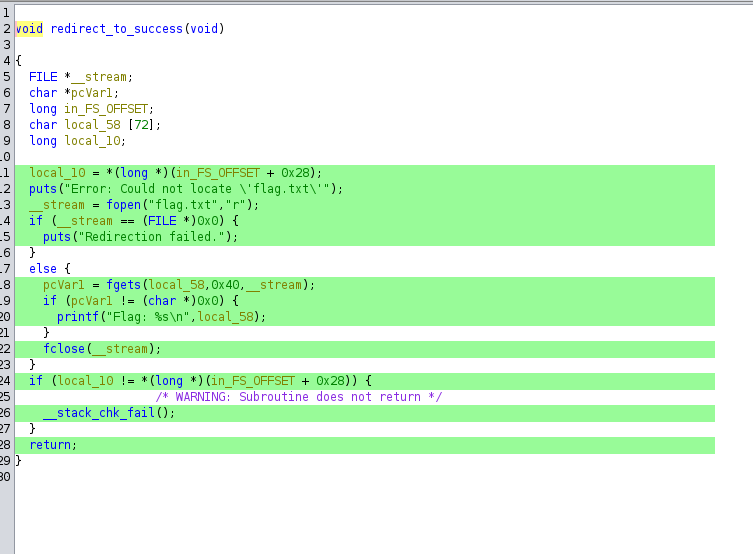 1
2 void redirect_to_success(void)
3
4 {
5 FILE *__stream;
6 char *pcVar1;
7 long in_FS_OFFSET;
8 char local_58 [72];
9 long local_10;
10
11 local_10 = *(long *)(in_FS_OFFSET + 0x28);
12 puts("Error: Could not locate \'flag.txt\'");
13 __stream = fopen("flag.txt","r");
14 if (__stream == (FILE *)0x0) {
15 puts("Redirection failed.");
16 }
17 else {
18 pcVar1 = fgets(local_58,0x40,__stream);
19 if (pcVar1 != (char *)0x0) {
20 printf("Flag: %s\n",local_58);
21 }
22 fclose(__stream);
23 }
24 if (local_10 != *(long *)(in_FS_OFFSET + 0x28)) {
25 /* WARNING: Subroutine does not return */
26 __stack_chk_fail();
27 }
28 return;
29 }
30